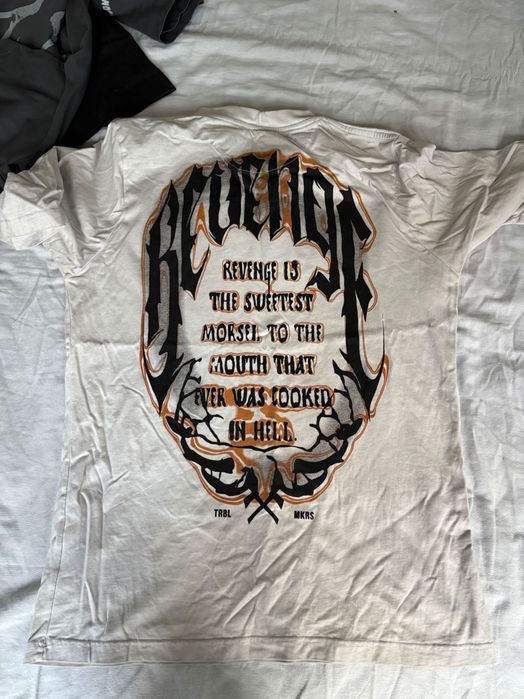 REVENGE
REVENGE IS
THE SWEETEST
MORSEL TO THE
MOUTH THAT
EVER WAS COOKED
IN HELL.
TRBL MKRS